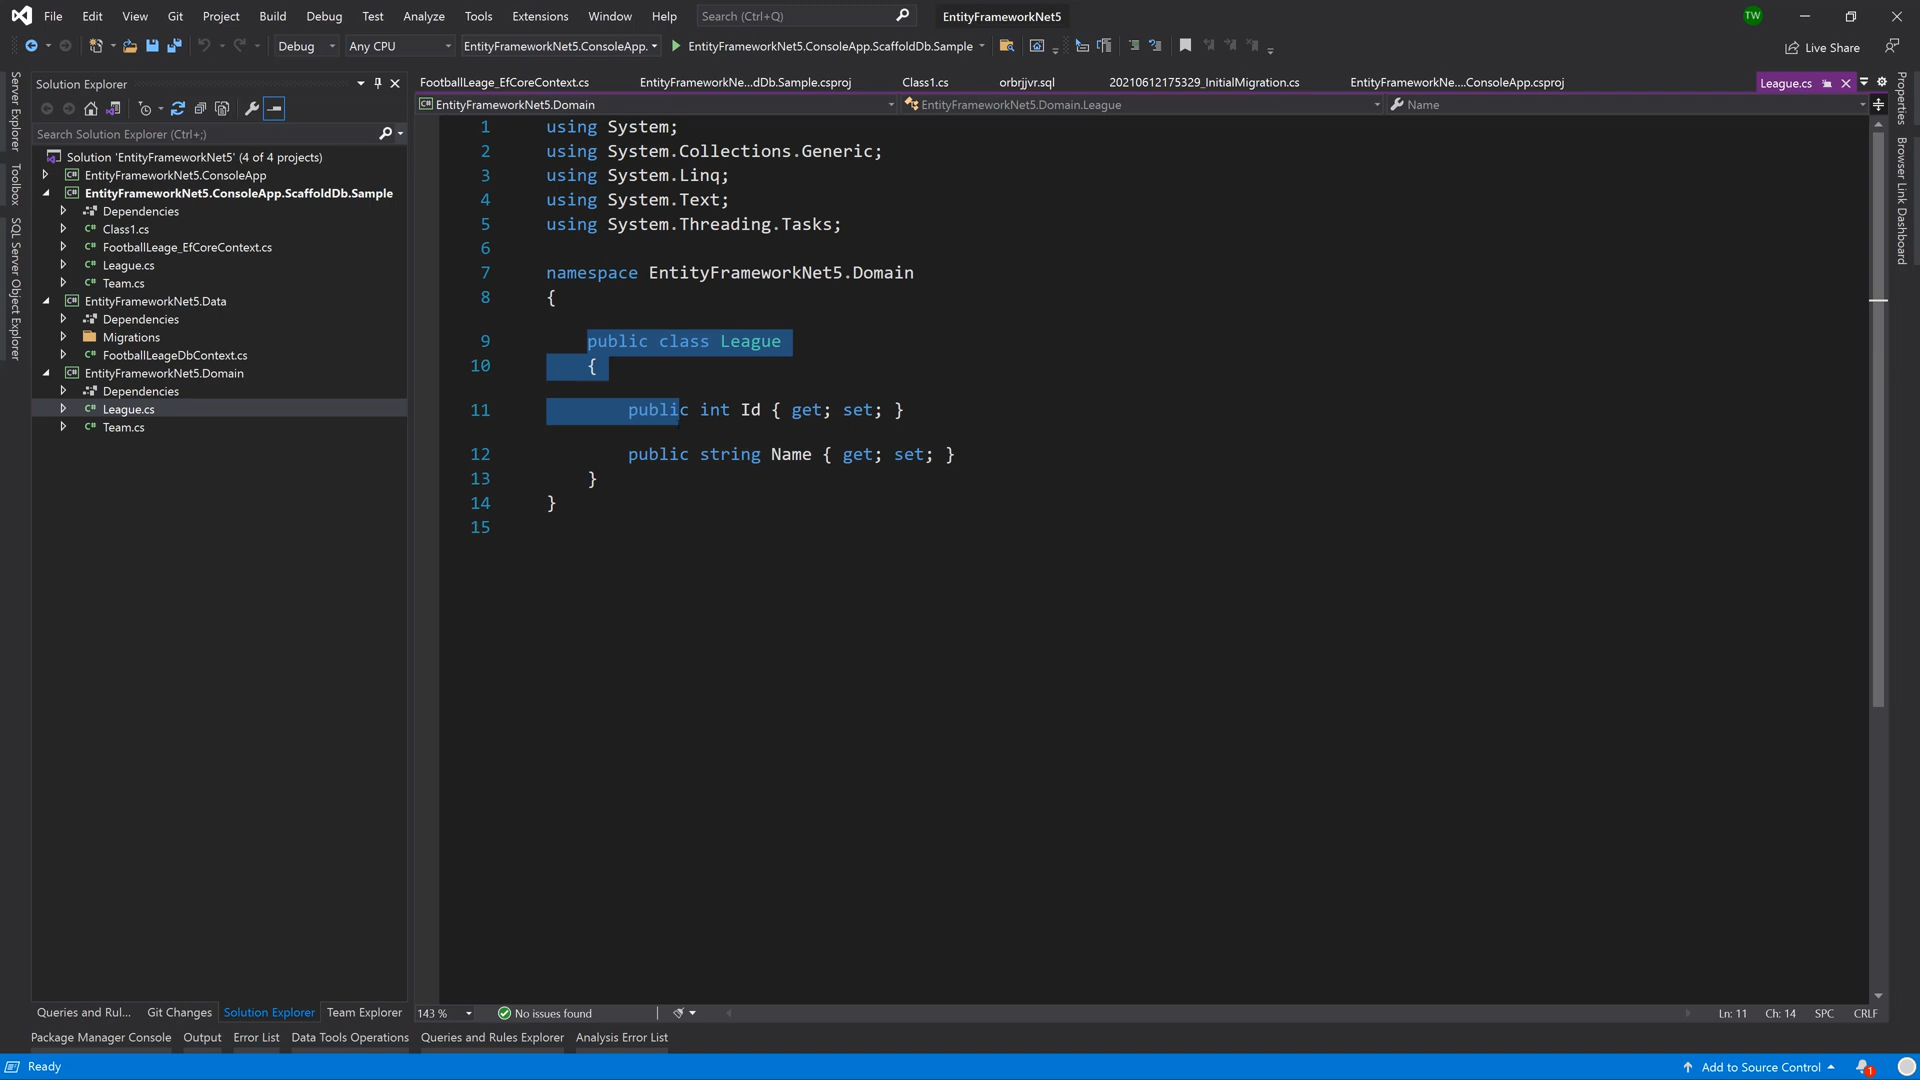 File Edit View Git Project Build Debug Test Analyze Tools Extensions Window Help Search (Ctrl+Q) EntityFrameworkNet5 TW
Debug Any CPU EntityFrameworkNet5.ConsoleApp. EntityFrameworkNet5.ConsoleApp.ScaffoldDb.Sample Live Share
Server Explorer
Toolbox
SQL Server Object Explorer
Solution Explorer
Search Solution Explorer (Ctrl+;)
Solution 'EntityFrameworkNet5' (4 of 4 projects)
EntityFrameworkNet5.ConsoleApp
EntityFrameworkNet5.ConsoleApp.ScaffoldDb.Sample
Dependencies
Class1.cs
FootballLeage_EfCoreContext.cs
League.cs
Team.cs
EntityFrameworkNet5.Data
Dependencies
Migrations
FootballLeageDbContext.cs
EntityFrameworkNet5.Domain
Dependencies
League.cs
Team.cs
FootballLeage_EfCoreContext.cs EntityFrameworkNe...dDb.Sample.csproj Class1.cs orbrjjvr.sql 20210612175329_InitialMigration.cs EntityFrameworkNe....ConsoleApp.csproj League.cs
EntityFrameworkNet5.Domain EntityFrameworkNet5.Domain.League Name
1 using System;
2 using System.Collections.Generic;
3 using System.Linq;
4 using System.Text;
5 using System.Threading.Tasks;
6
7 namespace EntityFrameworkNet5.Domain
8 {
9 public class League
10 {
11 public int Id { get; set; }
12 public string Name { get; set; }
13 }
14 }
15
Properties
Browser Link Dashboard
Queries and Rul... Git Changes Solution Explorer Team Explorer 143 % No issues found Ln: 11 Ch: 14 SPC CRLF
Package Manager Console Output Error List Data Tools Operations Queries and Rules Explorer Analysis Error List
Ready Add to Source Control 1